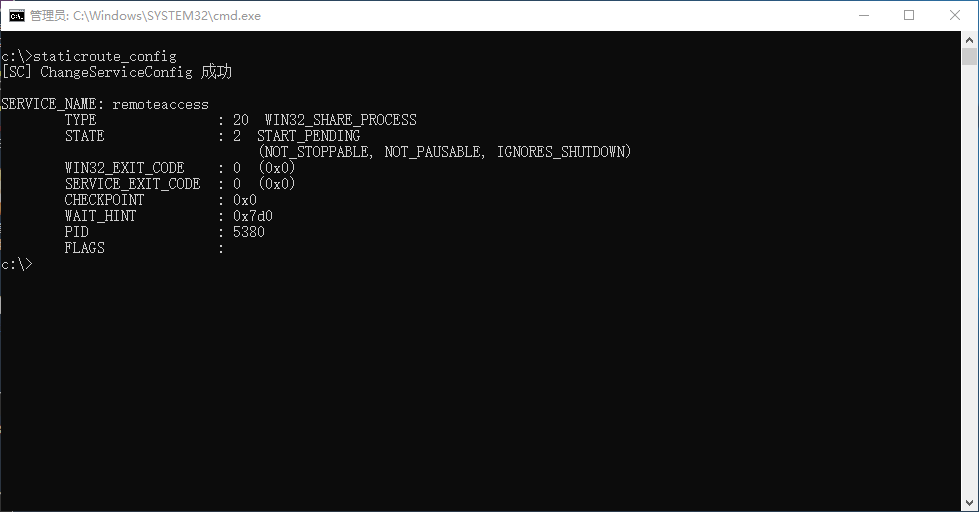 管理员: C:\Windows\SYSTEM32\cmd.exe
c:\>staticroute_config
[SC] ChangeServiceConfig 成功
SERVICE_NAME: remoteaccess
        TYPE               : 20  WIN32_SHARE_PROCESS
        STATE              : 2  START_PENDING
                                (NOT_STOPPABLE, NOT_PAUSABLE, IGNORES_SHUTDOWN)
        WIN32_EXIT_CODE    : 0  (0x0)
        SERVICE_EXIT_CODE  : 0  (0x0)
        CHECKPOINT         : 0x0
        WAIT_HINT          : 0x7d0
        PID                : 5380
        FLAGS              :
c:\>